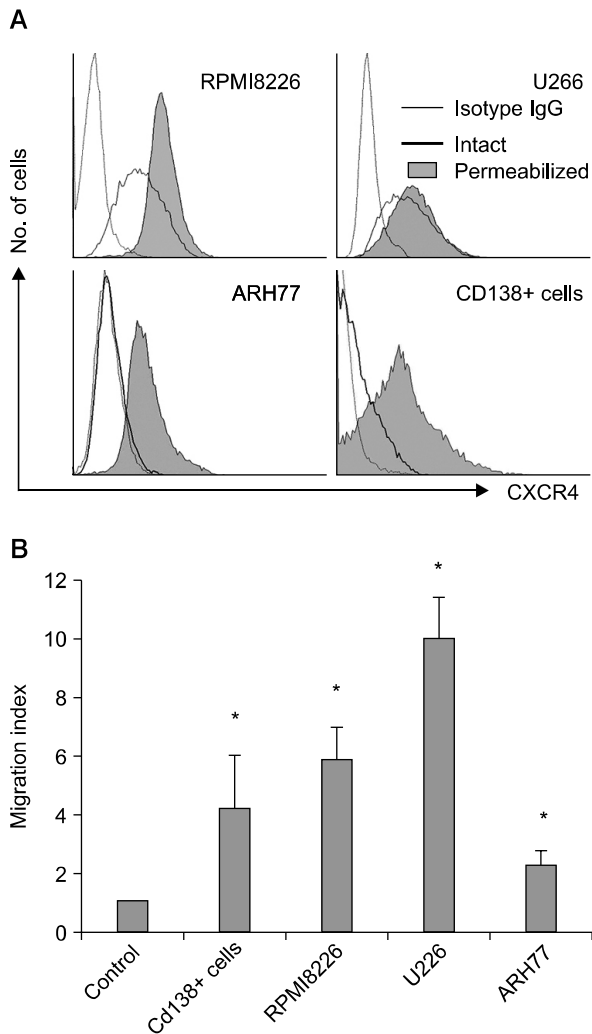 A
RPMI8226
U266
Isotype IgG
Intact
Permeabilized
ARH77
CD138+ cells
No. of cells
CXCR4
B
12
10
8
6
4
2
0
Migration index
*
*
*
*
Control
Cd138+ cells
RPMI8226
U226
ARH77